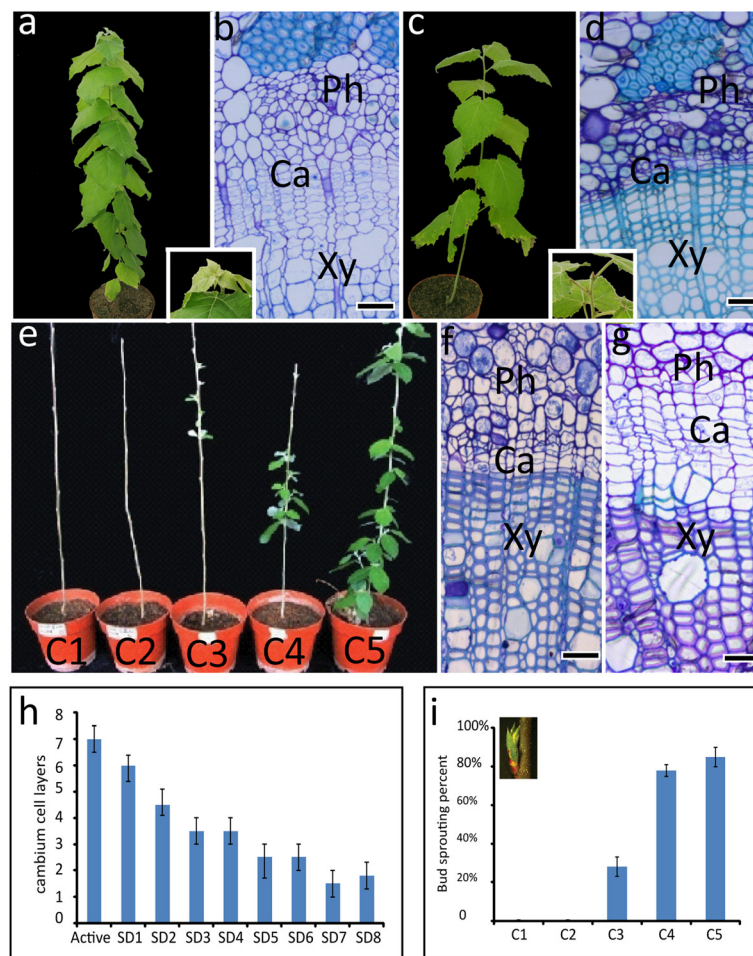 a
b
c
d
Ph
Ph
Ca
Ca
Xy
Xy
e
f
g
Ph
Ph
Ca
Ca
Xy
Xy
C1 C2 C3 C4 C5
h
8
7
6
5
4
3
2
1
0
cambium cell layers
Active SD1 SD2 SD3 SD4 SD5 SD6 SD7 SD8
i
100%
80%
60%
40%
20%
0
Bud sprouting percent
C1 C2 C3 C4 C5